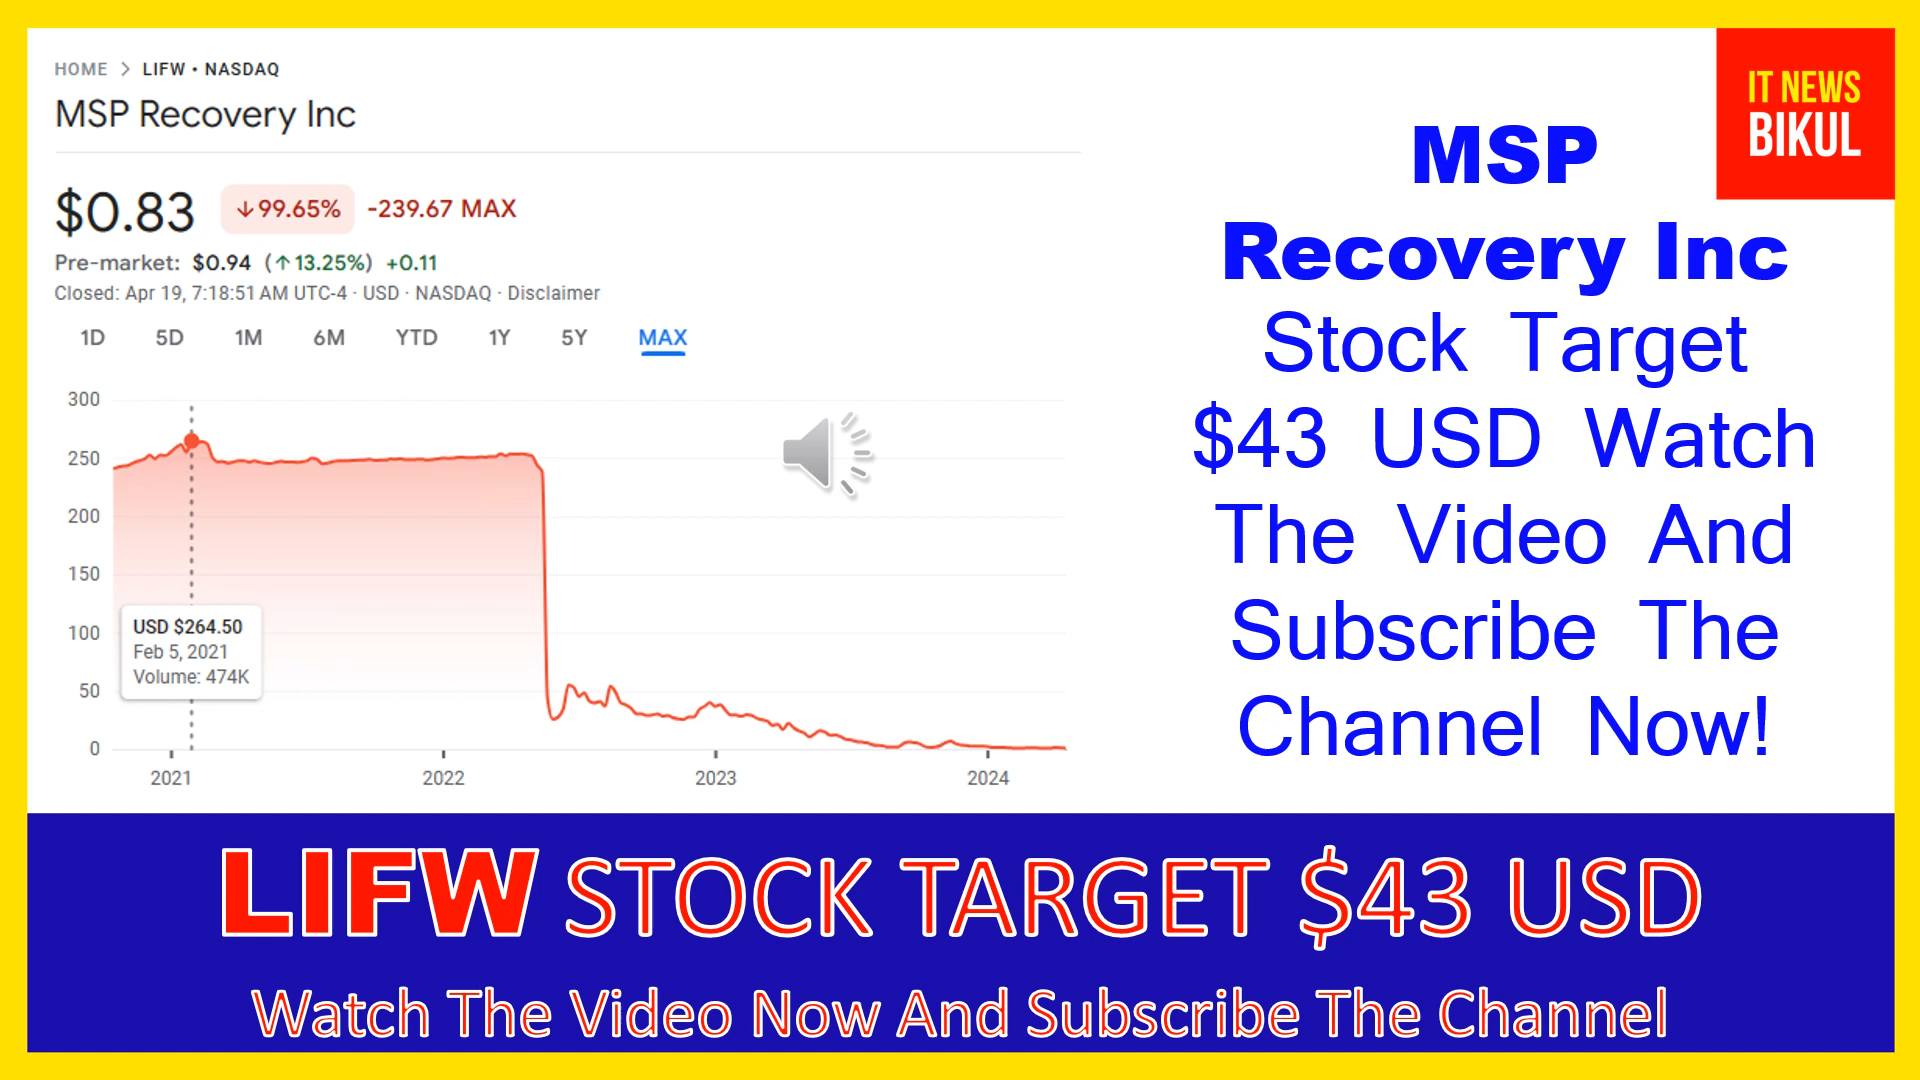 HOME > LIFW • NASDAQ
MSP Recovery Inc
$0.83 ↓99.65% -239.67 MAX
Pre-market: $0.94 (↑13.25%) +0.11
Closed: Apr 19, 7:18:51 AM UTC-4 · USD · NASDAQ · Disclaimer
1D 5D 1M 6M YTD 1Y 5Y MAX
300
250
200
150
100
50
0
USD $264.50
Feb 5, 2021
Volume: 474K
2021 2022 2023 2024
IT NEWS
BIKUL
MSP
Recovery Inc
Stock Target
$43 USD Watch
The Video And
Subscribe The
Channel Now!
LIFW STOCK TARGET $43 USD
Watch The Video Now And Subscribe The Channel